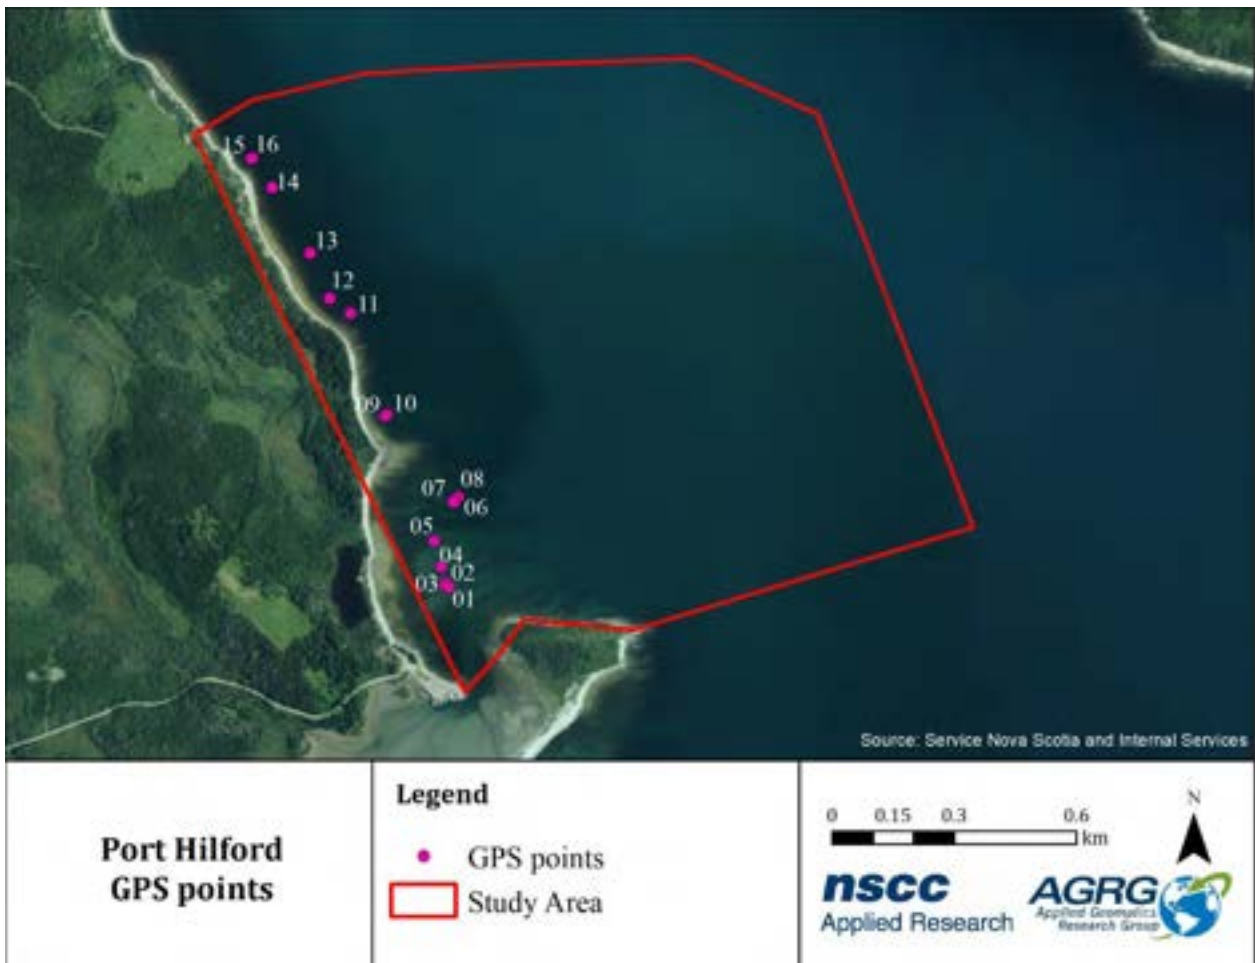 15 16
14
13
12
11
09 10
08
07
06
05
04
02
03
01
Source: Service Nova Scotia and Internal Services
Port Hilford
GPS points
Legend
GPS points
Study Area
0 0.15 0.3 0.6
km
N
nscc
Applied Research
AGRG
Applied Geomatics
Research Group